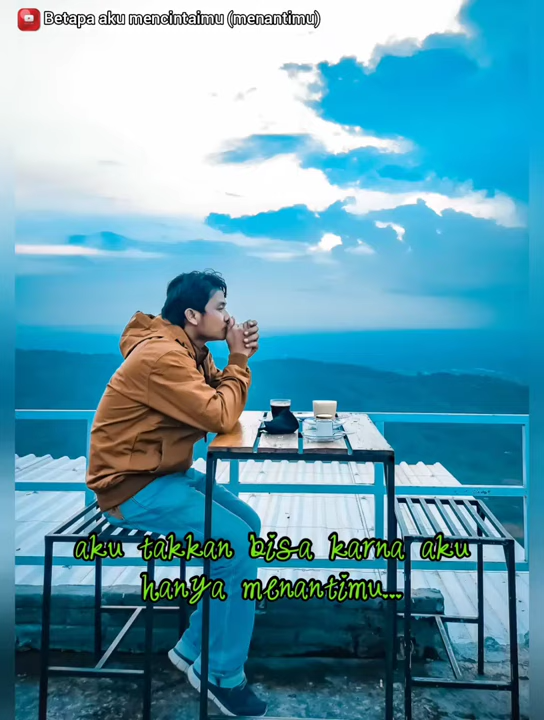 Betapa aku mencintaimu (menantimu)
aku takkan bisa karna aku
hanya menantimu...